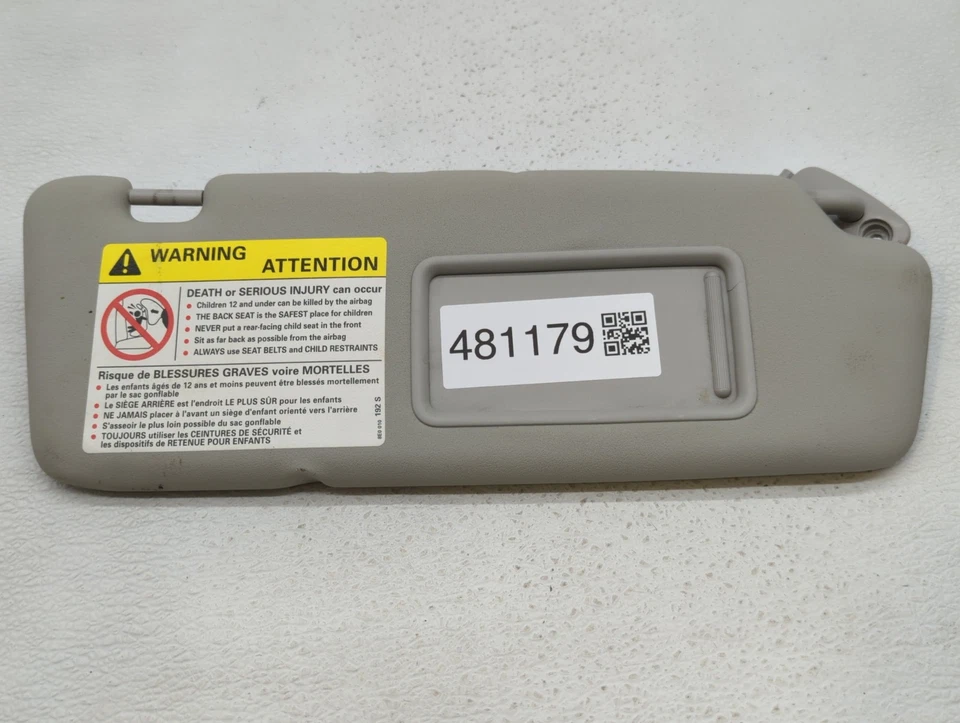 WARNING
ATTENTION
DEATH or SERIOUS INJURY can occur
• Children 12 and under can be killed by the airbag
• THE BACK SEAT is the SAFEST place for children
• NEVER put a rear-facing child seat in the front
• Sit as far back as possible from the airbag
• ALWAYS use SEAT BELTS and CHILD RESTRAINTS
Risque de BLESSURES GRAVES voire MORTELLES
• Les enfants âgés de 12 ans et moins peuvent être blessés mortellement
par le sac gonflable
• Le SIÈGE ARRIÈRE est l'endroit LE PLUS SÛR pour les enfants
• NE JAMAIS placer à l'avant un siège d'enfant orienté vers l'arrière
• S'asseoir le plus loin possible du sac gonflable
• TOUJOURS utiliser les CEINTURES DE SÉCURITÉ et
les dispositifs de RETENUE POUR ENFANTS
8E0 010 192 S
481179